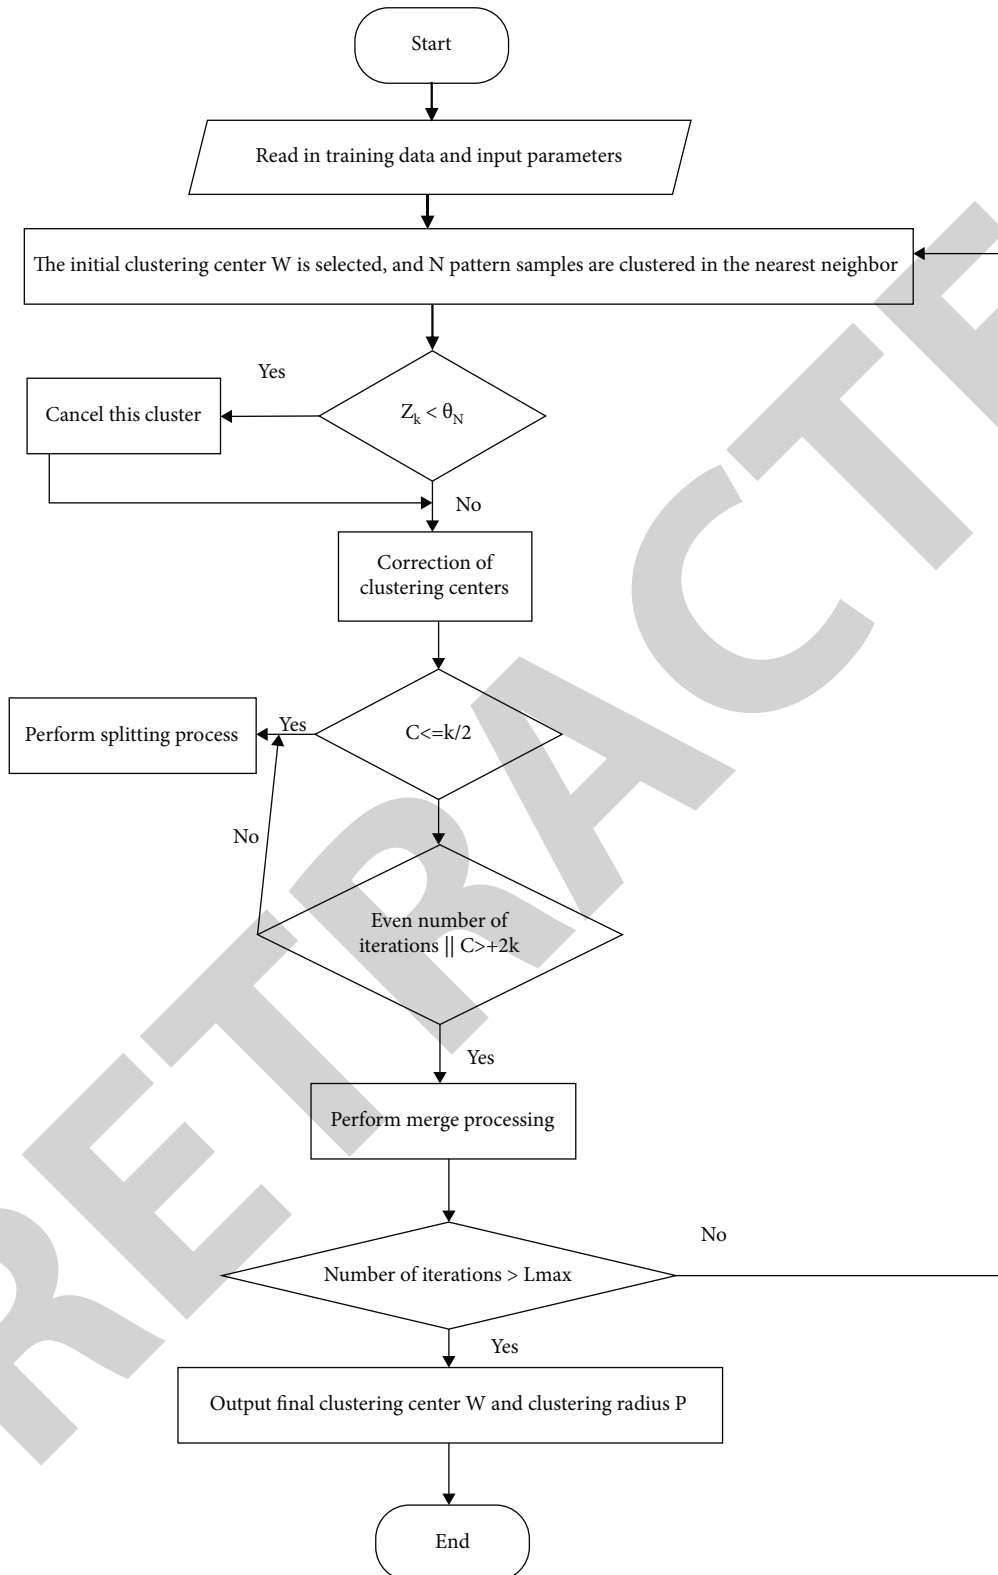 Start
Read in training data and input parameters
The initial clustering center W is selected, and N pattern samples are clustered in the nearest neighbor
Yes
Cancel this cluster
Zk < θN
No
Correction of
clustering centers
Perform splitting process
Yes
C<=k/2
No
Even number of
iterations || C>+2k
Yes
Perform merge processing
No
Number of iterations > Lmax
Yes
Output final clustering center W and clustering radius P
End
RETRACTE